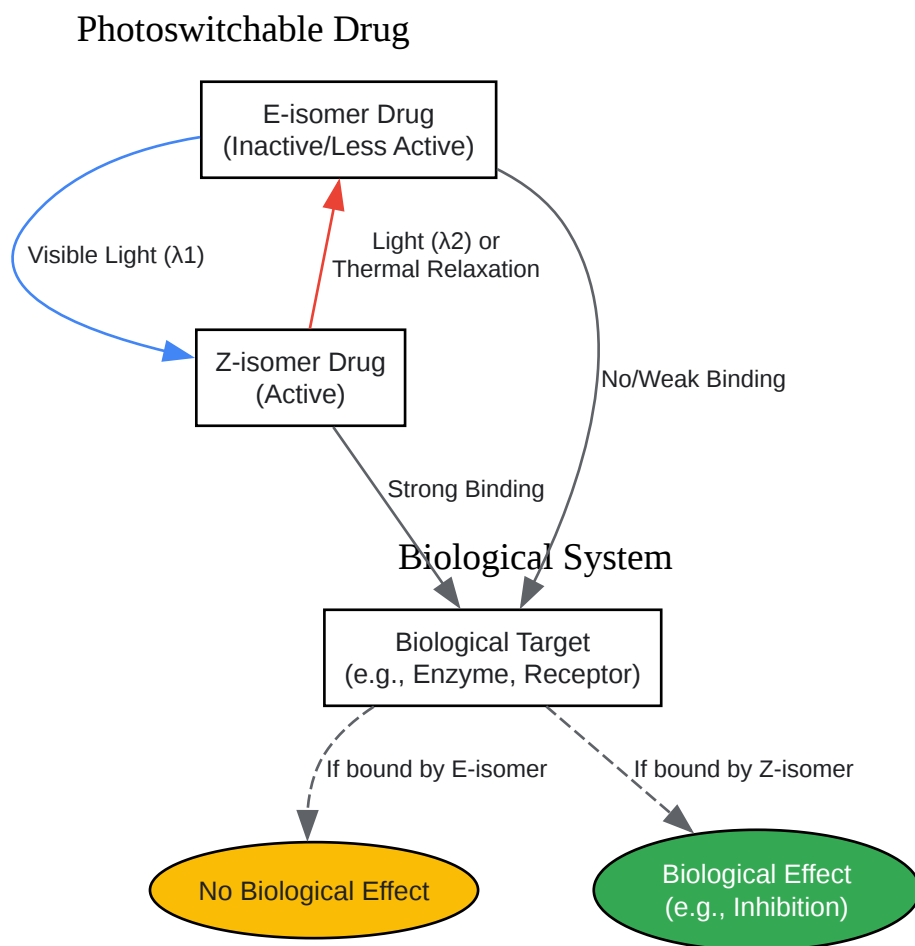 Photoswitchable Drug
E-isomer Drug
(Inactive/Less Active)
Visible Light (λ1)
Light (λ2) or
Thermal Relaxation
Z-isomer Drug
(Active)
No/Weak Binding
Strong Binding
Biological System
Biological Target
(e.g., Enzyme, Receptor)
If bound by E-isomer
If bound by Z-isomer
No Biological Effect
Biological Effect
(e.g., Inhibition)